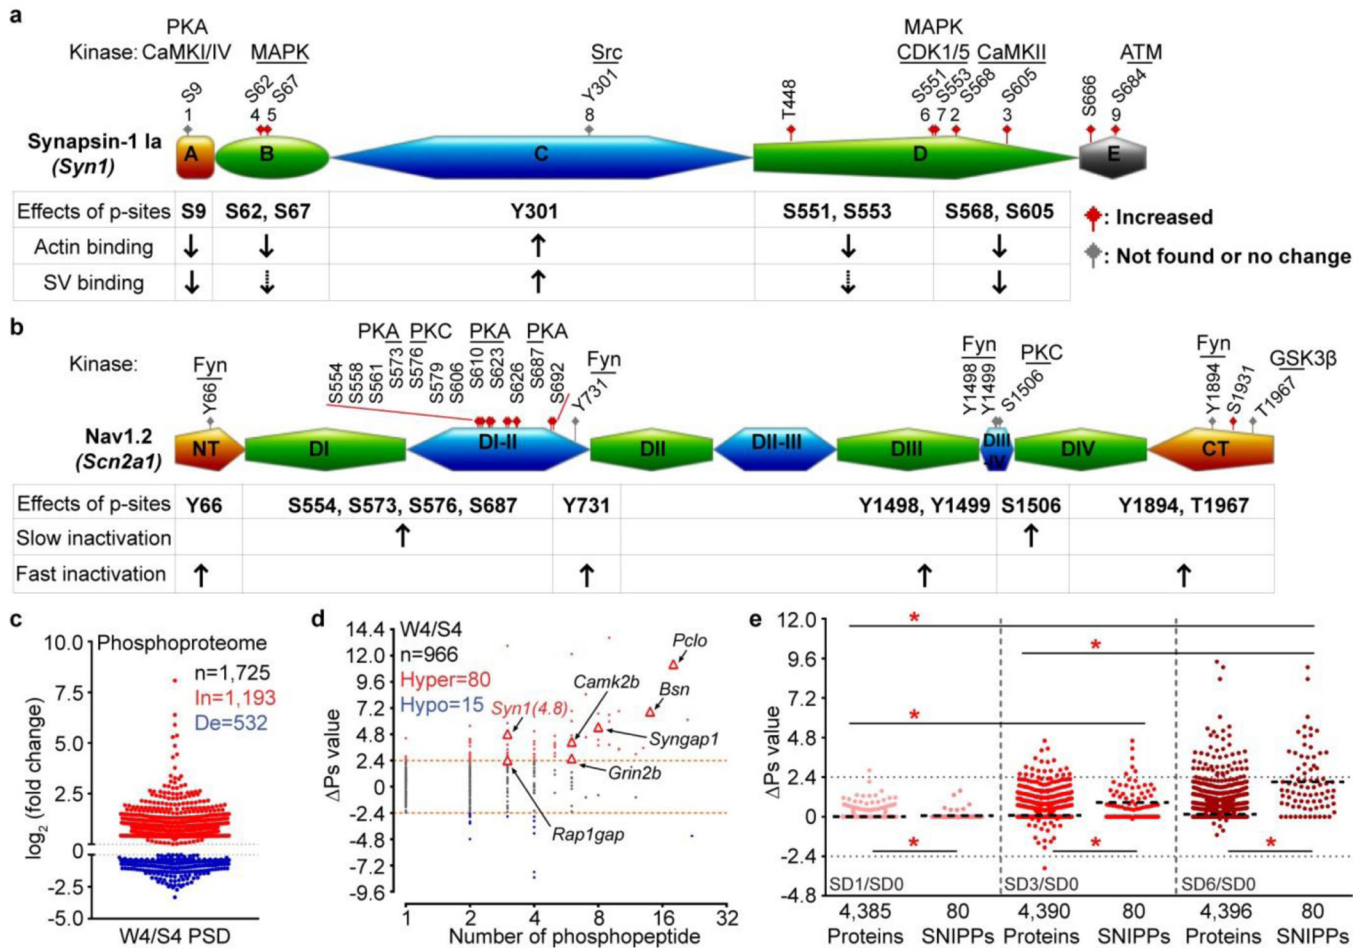 a
PKA
MAPK
Kinase: CaMKI/IV MAPK Src CDK1/5 CaMKII ATM
S9 S62 S67 Y301 T448 S551 S553 S568 S605 S666 S684
1 4 5 8 6 7 2 3 9
Synapsin-1 Ia
(Syn1)
A B C D E
Effects of p-sites S9 S62, S67 Y301 S551, S553 S568, S605
Actin binding ↓ ↓ ↑ ↓ ↓
SV binding ↓ ⇣ ↑ ⇣ ↓
: Increased
: Not found or no change
b
Kinase: Fyn PKA PKC PKA PKA Fyn Fyn PKC Fyn GSK3β
Y66 S554 S558 S561 S573 S576 S579 S606 S610 S623 S626 S687 S692 Y731 Y1498 Y1499 S1506 Y1894 S1931 T1967
Nav1.2
(Scn2a1)
NT DI DI-II DII DII-III DIII DIII-IV DIV CT
Effects of p-sites Y66 S554, S573, S576, S687 Y731 Y1498, Y1499 S1506 Y1894, T1967
Slow inactivation ↑ ↑
Fast inactivation ↑ ↑ ↑ ↑
c
Phosphoproteome
n=1,725
In=1,193
De=532
log2 (fold change)
10.0
7.5
5.0
2.5
0
0
-2.5
-5.0
W4/S4 PSD
d
W4/S4
n=966
Hyper=80
Hypo=15
Syn1(4.8)
Camk2b
Pclo
Bsn
Syngap1
Grin2b
Rap1gap
ΔPs value
14.4
12.0
9.6
7.2
4.8
2.4
0
-2.4
-4.8
-7.2
-9.6
1 2 4 8 16 32
Number of phosphopeptide
e
ΔPs value
12.0
9.6
7.2
4.8
2.4
0
-2.4
-4.8
* * * * * *
SD1/SD0 SD3/SD0 SD6/SD0
4,385 80 4,390 80 4,396 80
Proteins SNIPPs Proteins SNIPPs Proteins SNIPPs